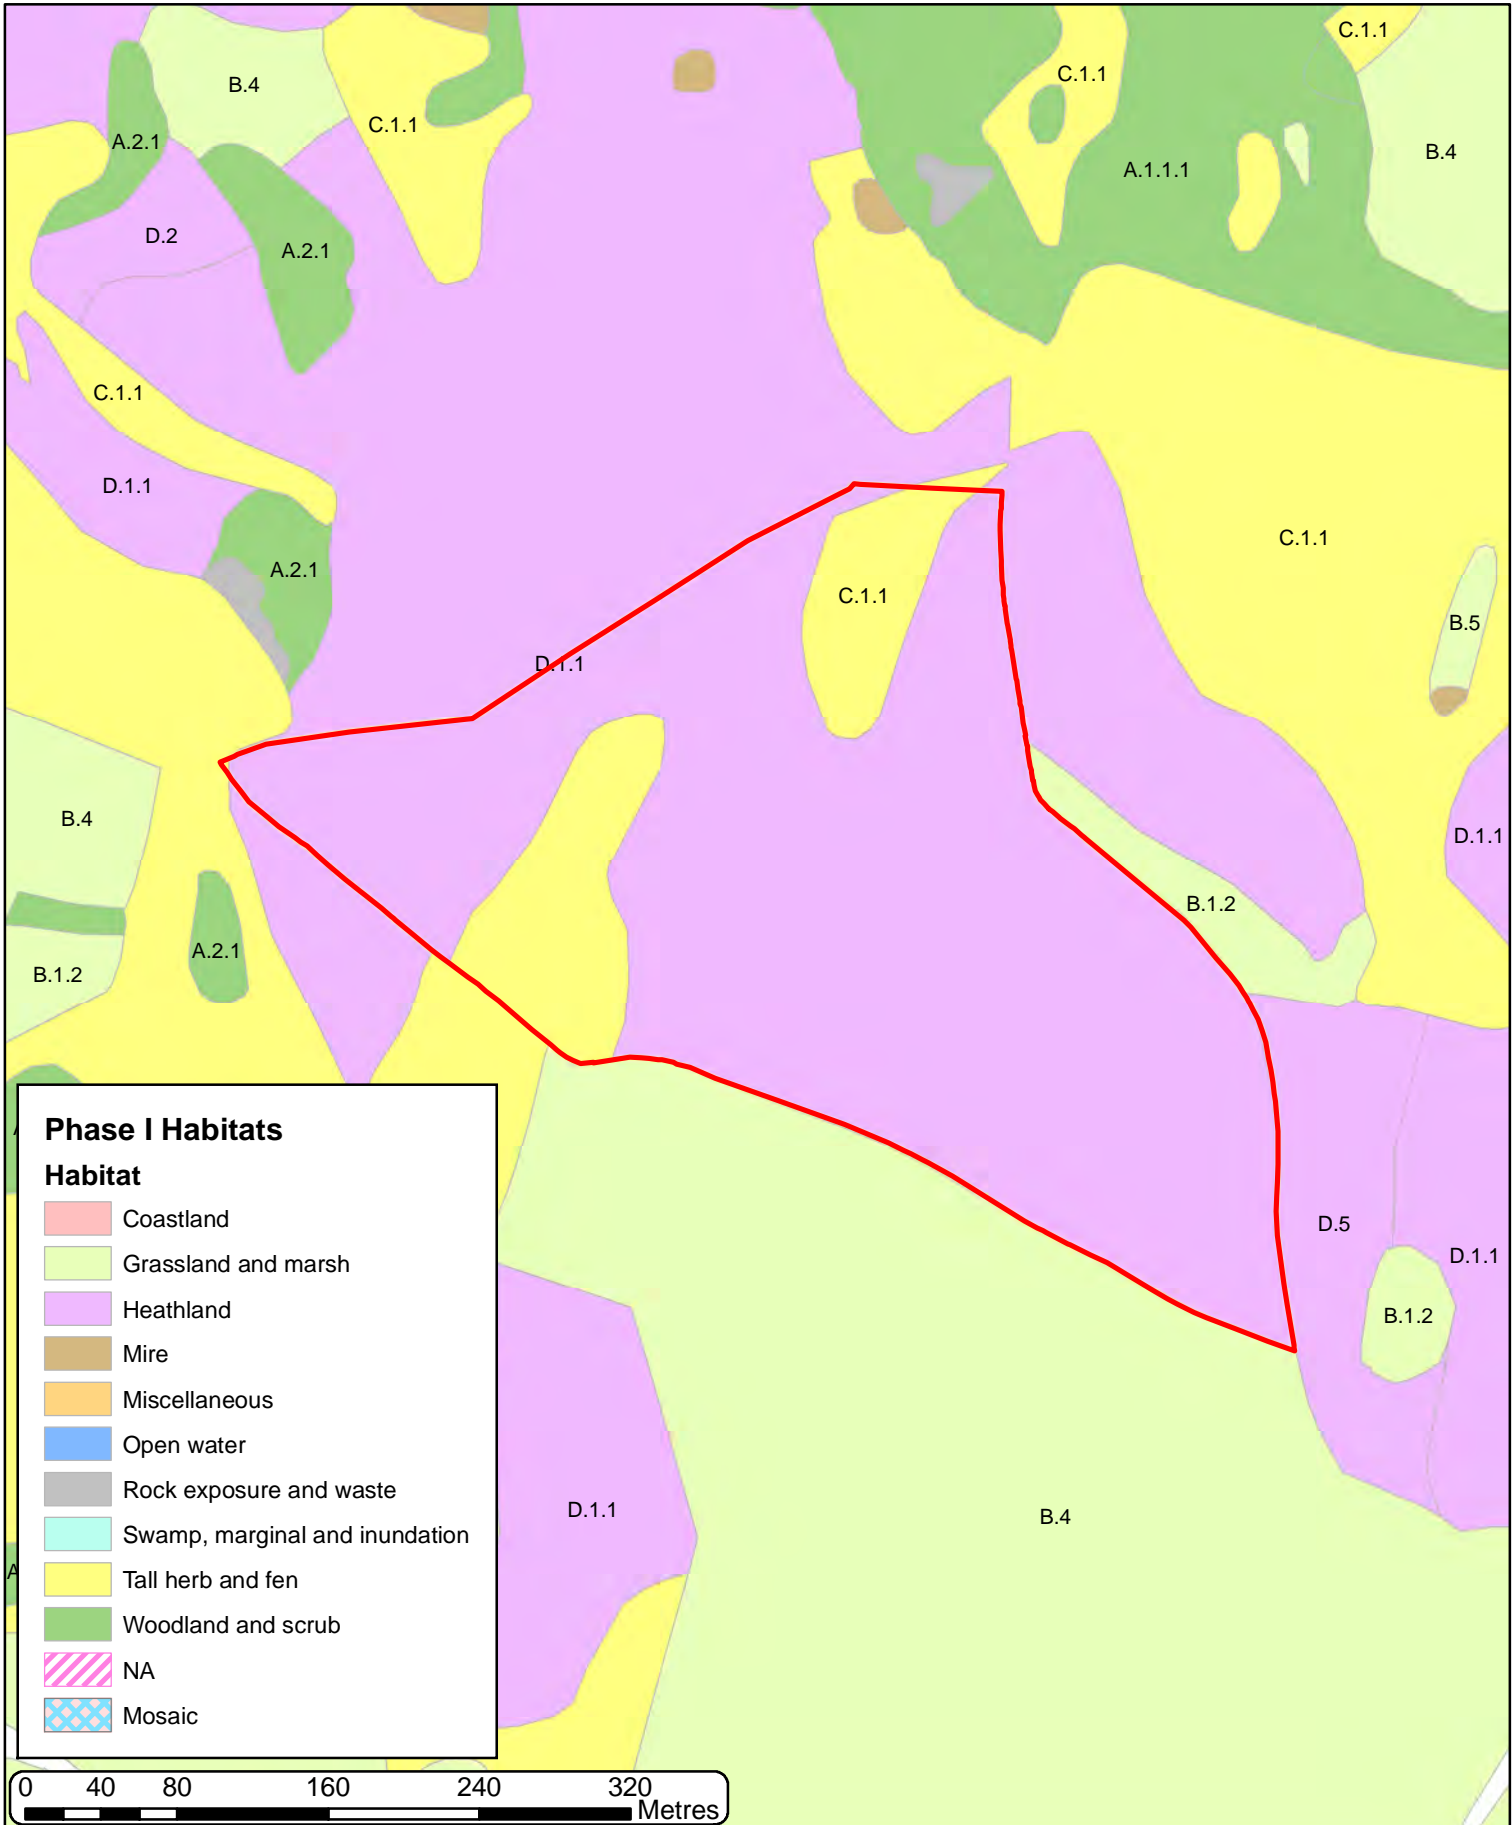 C.1.1
C.1.1
B.4
C.1.1
A.2.1
B.4
A.1.1.1
D.2
A.2.1
C.1.1
D.1.1
C.1.1
A.2.1
C.1.1
B.5
D.1.1
B.4
D.1.1
B.1.2
A.2.1
B.1.2
D.5
D.1.1
B.1.2
D.1.1
B.4
A
Phase I Habitats
Habitat
Coastland
Grassland and marsh
Heathland
Mire
Miscellaneous
Open water
Rock exposure and waste
Swamp, marginal and inundation
Tall herb and fen
Woodland and scrub
NA
Mosaic
0 40 80 160 240 320
Metres